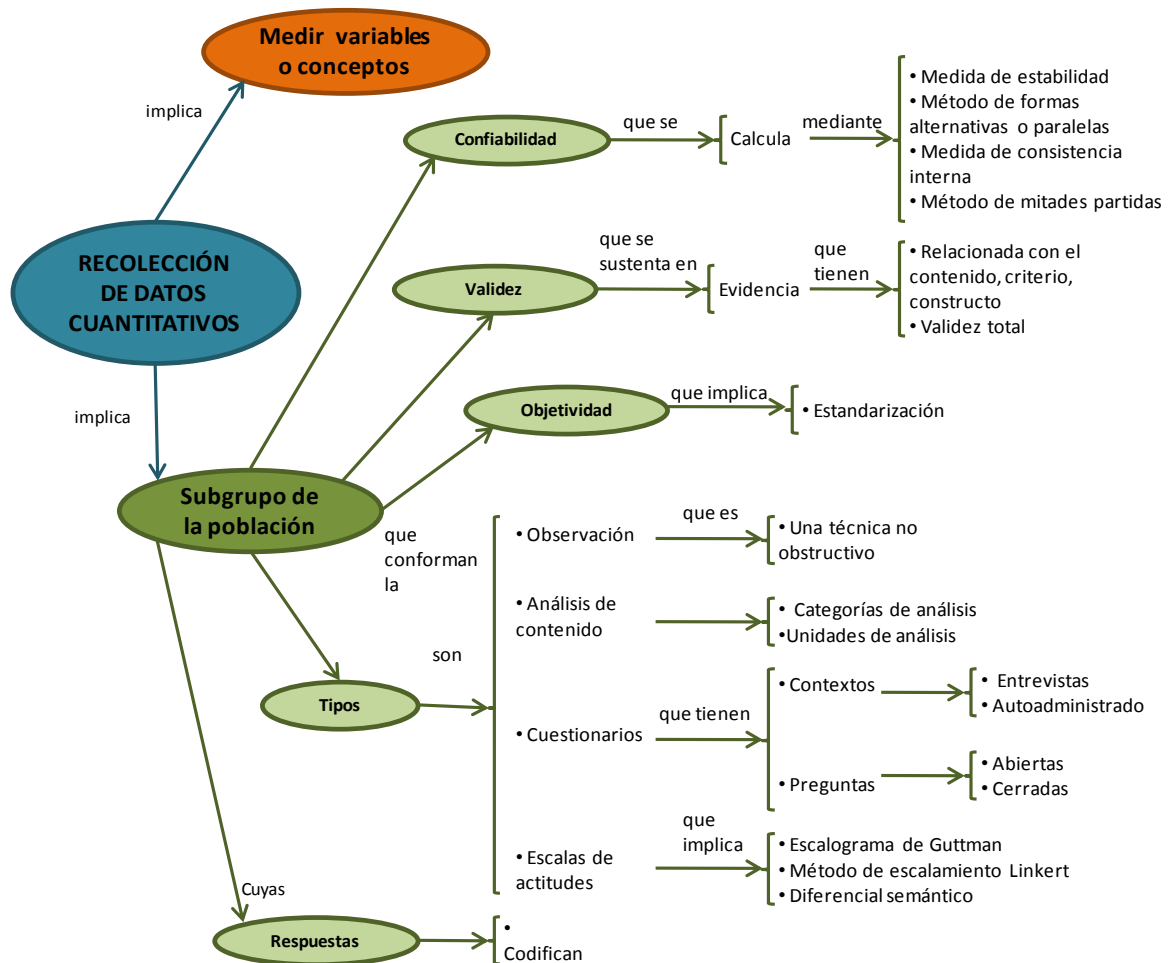 Medir variables
o conceptos
implica
RECOLECCIÓN
DE DATOS
CUANTITATIVOS
implica
Subgrupo de
la población
Confiabilidad
que se
Calcula
mediante
• Medida de estabilidad
• Método de formas
alternativas o paralelas
• Medida de consistencia
interna
• Método de mitades partidas
Validez
que se
sustenta en
Evidencia
que
tienen
• Relacionada con el
contenido, criterio,
constructo
• Validez total
Objetividad
que implica
• Estandarización
que
conforman
la
Tipos
son
• Observación
que es
• Una técnica no
obstructivo
• Análisis de
contenido
• Categorías de análisis
• Unidades de análisis
• Cuestionarios
que tienen
• Contextos
• Entrevistas
• Autoadministrado
• Preguntas
• Abiertas
• Cerradas
• Escalas de
actitudes
que
implica
• Escalograma de Guttman
• Método de escalamiento Linkert
• Diferencial semántico
Cuyas
Respuestas
•
Codifican